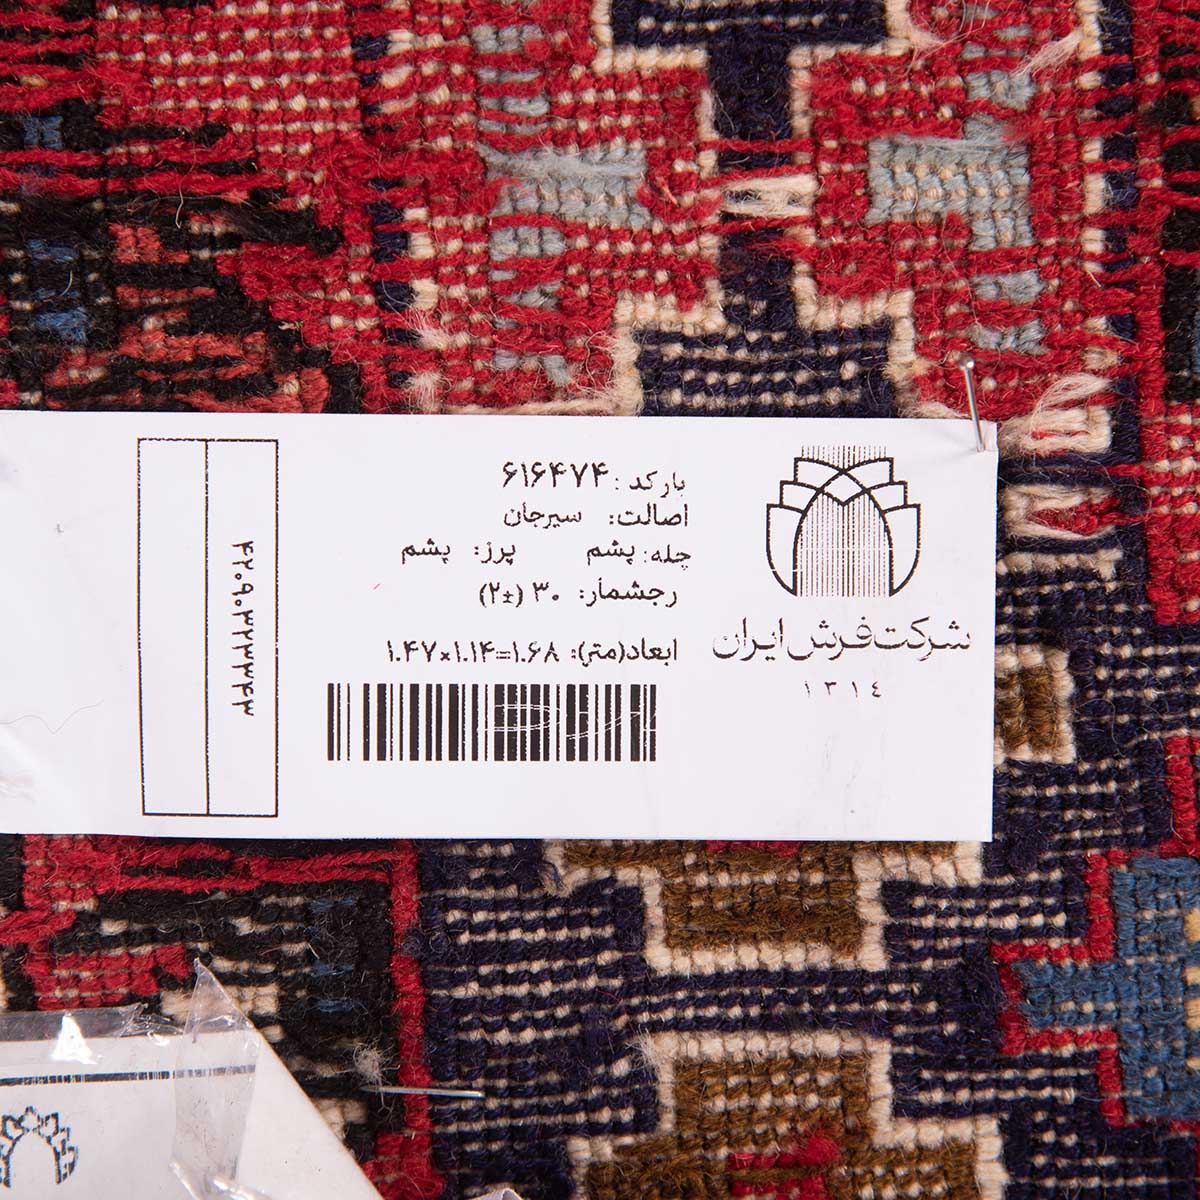 بارکد: ۶۱۶۴۷۴
اصالت: سیرجان
چله: پشم پرز: پشم
رجشمار: ۳۰ (±۲)
ابعاد(متر): ۱.۴۷×۱.۱۴=۱.۶۸
شرکت فرش ایران
۱۳۱٤
۴۲۰۹۰۳۲۳۳۴۳